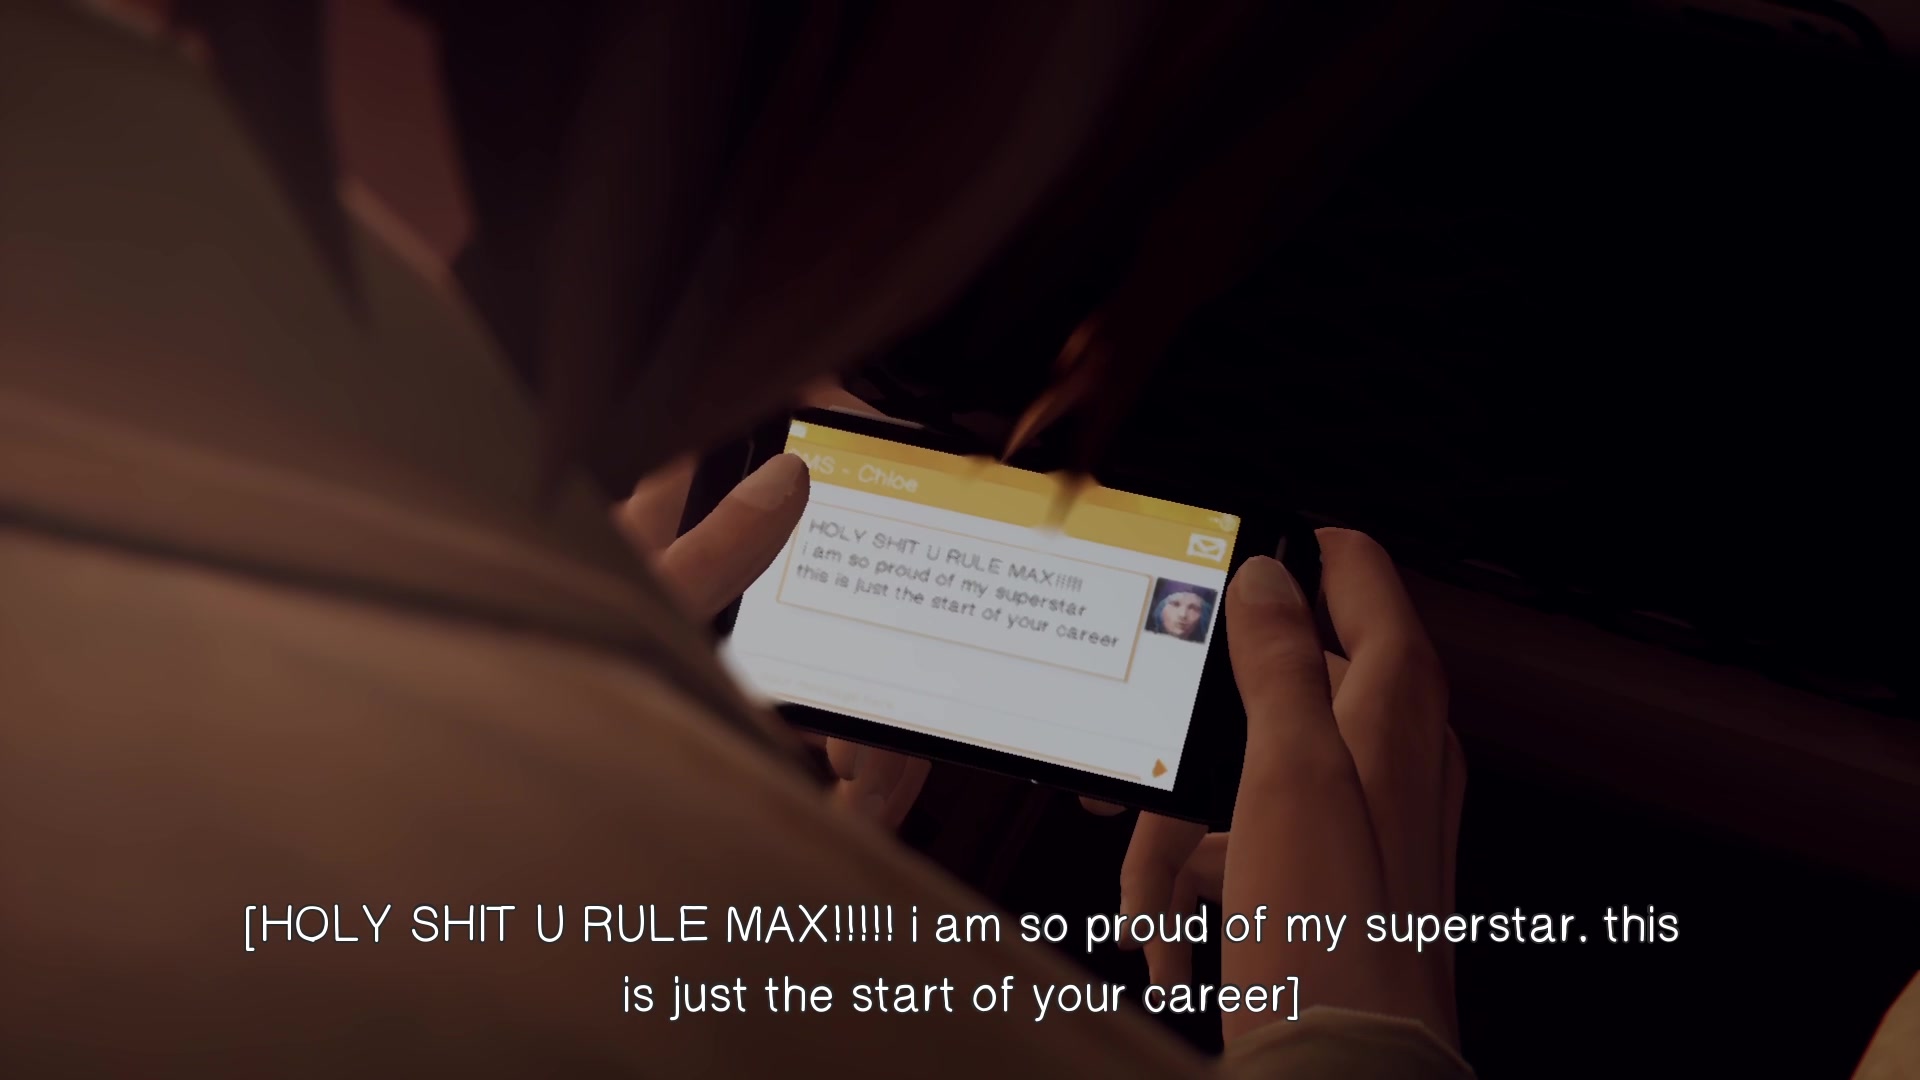 SMS - Chloe
HOLY SHIT U RULE MAX!!!!!
i am so proud of my superstar
this is just the start of your career
[HOLY SHIT U RULE MAX!!!!! i am so proud of my superstar. this
is just the start of your career]